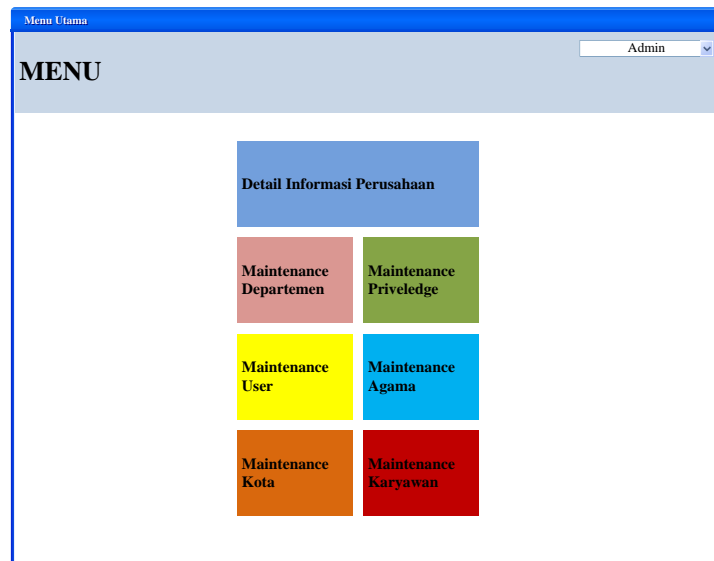 Menu Utama
Admin
MENU
Detail Informasi Perusahaan
Maintenance
Departemen
Maintenance
Priveledge
Maintenance
User
Maintenance
Agama
Maintenance
Kota
Maintenance
Karyawan